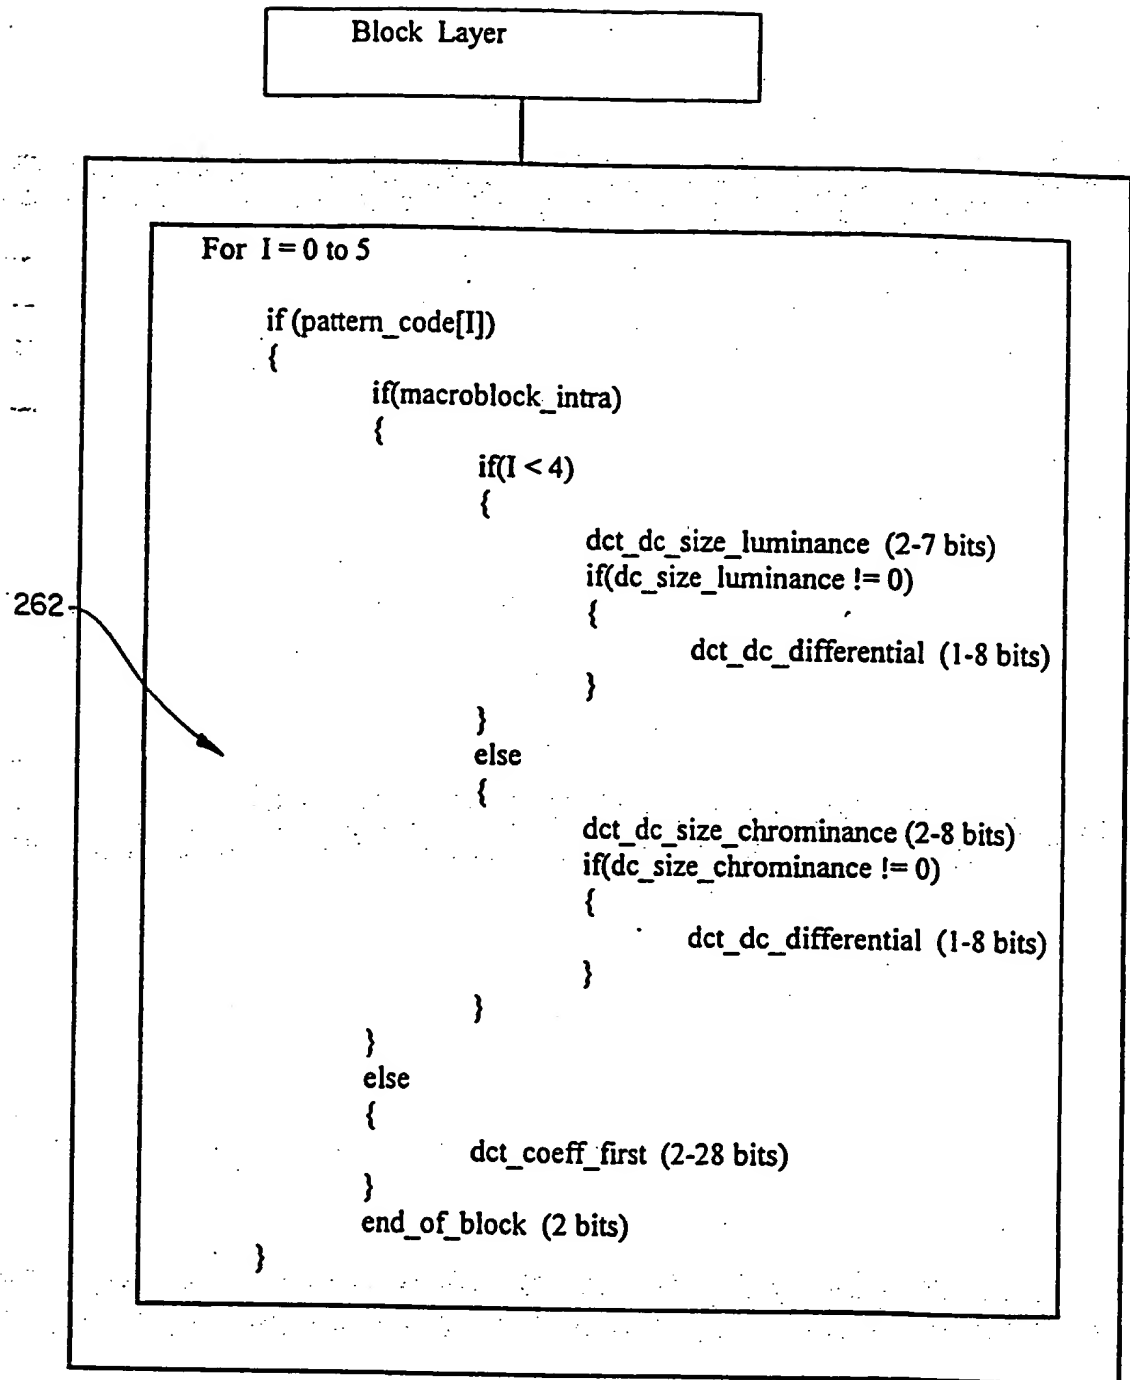 Block Layer
For I = 0 to 5
if (pattern_code[I])
{
if(macroblock_intra)
{
if(I < 4)
{
dct_dc_size_luminance (2-7 bits)
if(dc_size_luminance != 0)
{
dct_dc_differential (1-8 bits)
}
}
else
{
dct_dc_size_chrominance (2-8 bits)
if(dc_size_chrominance != 0)
{
dct_dc_differential (1-8 bits)
}
}
}
else
{
dct_coeff_first (2-28 bits)
}
end_of_block (2 bits)
}
262